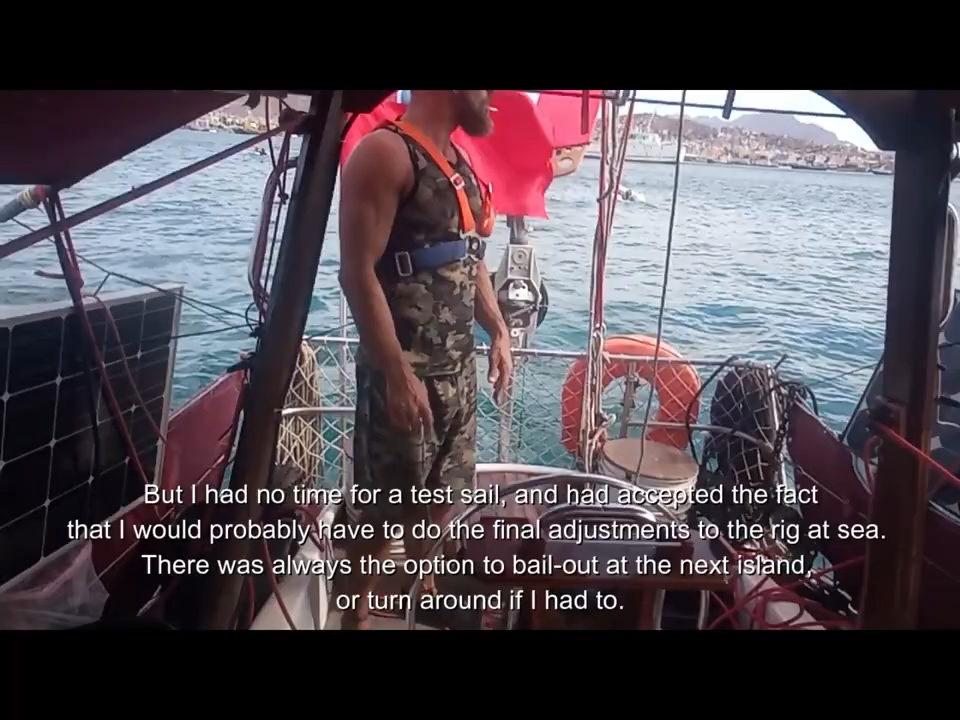 But I had no time for a test sail, and had accepted the fact
that I would probably have to do the final adjustments to the rig at sea.
There was always the option to bail-out at the next island,
or turn around if I had to.